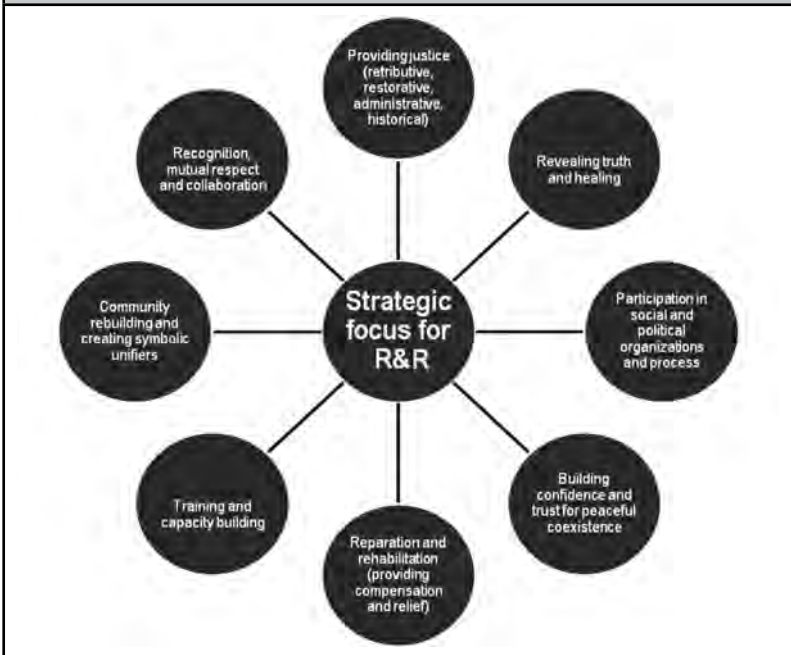 Providing justice
(retributive,
restorative,
administrative,
historical)
Revealing truth
and healing
Participation in
social and
political
organizations
and process
Building
confidence and
trust for peaceful
coexistence
Reparation and
rehabilitation
(providing
compensation
and relief)
Training and
capacity building
Community
rebuilding and
creating symbolic
unifiers
Recognition,
mutual respect
and collaboration
Strategic
focus for
R&R